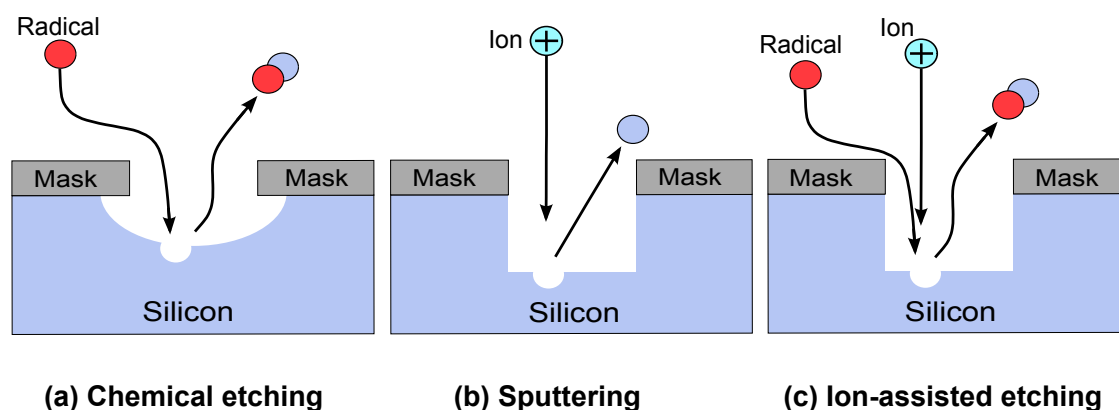 Radical
Mask
Mask
Silicon
(a) Chemical etching
Ion
+
Mask
Mask
Silicon
(b) Sputtering
Radical
Ion
+
Mask
Mask
Silicon
(c) Ion-assisted etching